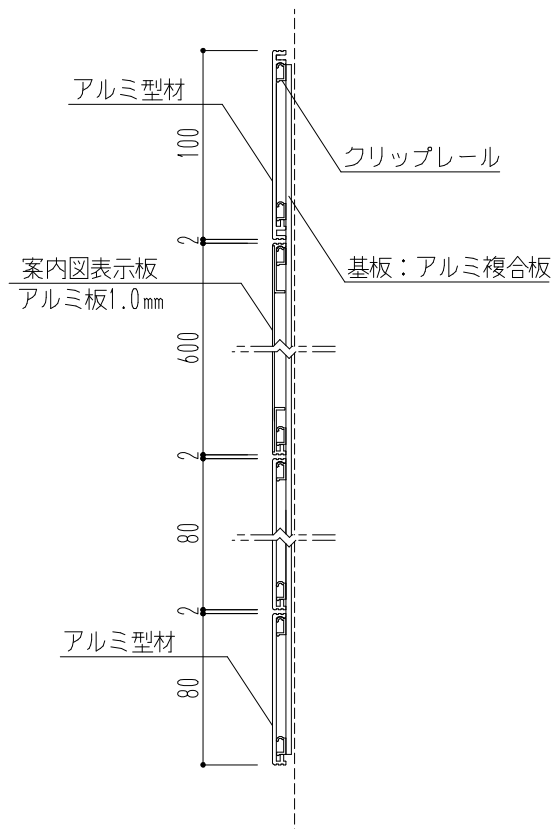 アルミ型材
100
クリップレール
2
案内図表示板
アルミ板1.0mm
基板：アルミ複合板
600
2
80
2
アルミ型材
80